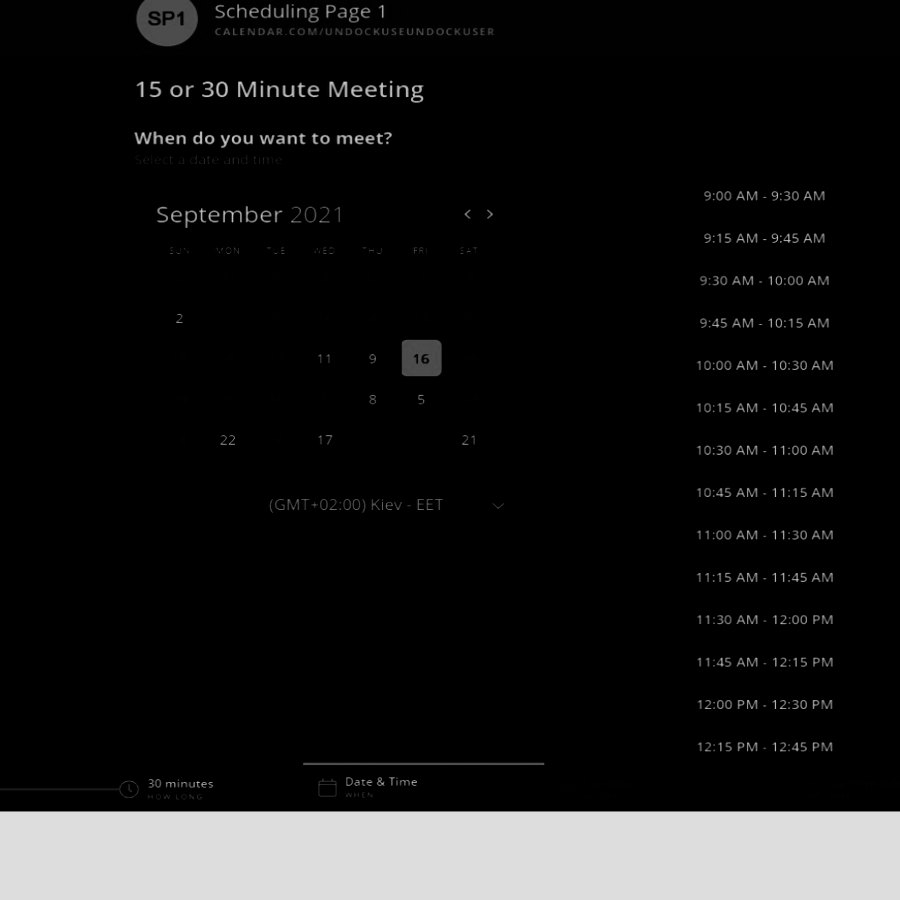 SP1
Scheduling Page 1
CALENDAR.COM/UNDOCKUSEUNDOCKUSER
15 or 30 Minute Meeting
When do you want to meet?
Select a date and time
September 2021 < >
SUN MON TUE WED THU FRI SAT
2
11 9 16
8 5
22 17 21
(GMT+02:00) Kiev - EET
9:00 AM - 9:30 AM
9:15 AM - 9:45 AM
9:30 AM - 10:00 AM
9:45 AM - 10:15 AM
10:00 AM - 10:30 AM
10:15 AM - 10:45 AM
10:30 AM - 11:00 AM
10:45 AM - 11:15 AM
11:00 AM - 11:30 AM
11:15 AM - 11:45 AM
11:30 AM - 12:00 PM
11:45 AM - 12:15 PM
12:00 PM - 12:30 PM
12:15 PM - 12:45 PM
30 minutes
HOW LONG
Date & Time
WHEN